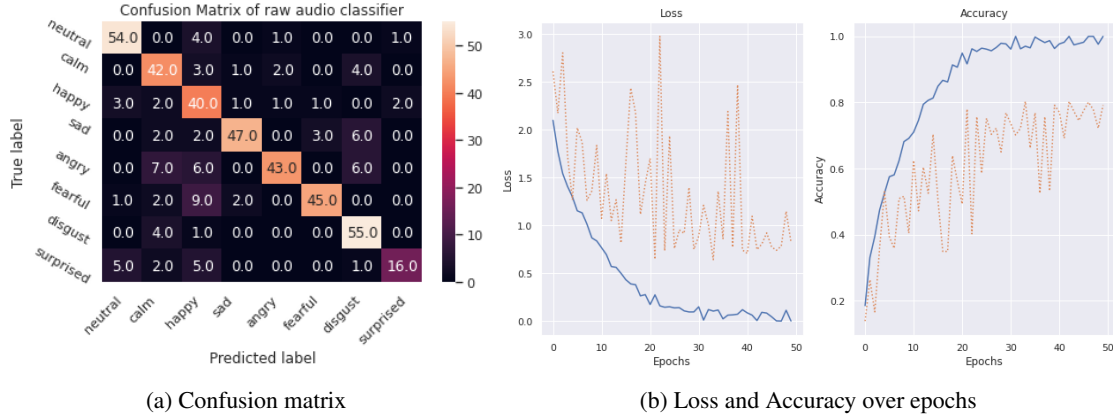 Confusion Matrix of raw audio classifier
True label
neutral 54.0 0.0 4.0 0.0 1.0 0.0 0.0 1.0
calm 0.0 42.0 3.0 1.0 2.0 0.0 4.0 0.0
happy 3.0 2.0 40.0 1.0 1.0 1.0 0.0 2.0
sad 0.0 2.0 2.0 47.0 0.0 3.0 6.0 0.0
angry 0.0 7.0 6.0 0.0 43.0 0.0 6.0 0.0
fearful 1.0 2.0 9.0 2.0 0.0 45.0 0.0 0.0
disgust 0.0 4.0 1.0 0.0 0.0 0.0 55.0 0.0
surprised 5.0 2.0 5.0 0.0 0.0 0.0 1.0 16.0
neutral calm happy sad angry fearful disgust surprised
Predicted label
50
40
30
20
10
0
(a) Confusion matrix
Loss
Loss
3.0
2.5
2.0
1.5
1.0
0.5
0.0
0 10 20 30 40 50
Epochs
Accuracy
Accuracy
1.0
0.8
0.6
0.4
0.2
0 10 20 30 40 50
Epochs
(b) Loss and Accuracy over epochs